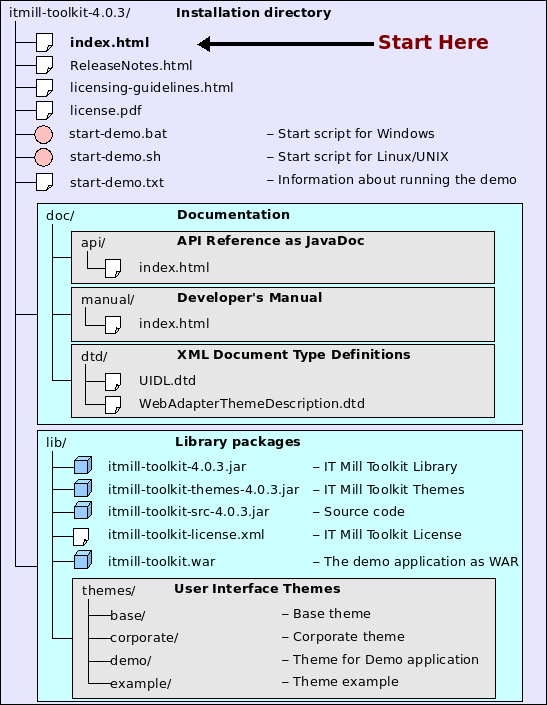 itmill-toolkit-4.0.3/ Installation directory
index.html Start Here
ReleaseNotes.html
licensing-guidelines.html
license.pdf
start-demo.bat – Start script for Windows
start-demo.sh – Start script for Linux/UNIX
start-demo.txt – Information about running the demo
doc/ Documentation
api/ API Reference as JavaDoc
index.html
manual/ Developer's Manual
index.html
dtd/ XML Document Type Definitions
UIDL.dtd
WebAdapterThemeDescription.dtd
lib/ Library packages
itmill-toolkit-4.0.3.jar – IT Mill Toolkit Library
itmill-toolkit-themes-4.0.3.jar – IT Mill Toolkit Themes
itmill-toolkit-src-4.0.3.jar – Source code
itmill-toolkit-license.xml – IT Mill Toolkit License
itmill-toolkit.war – The demo application as WAR
themes/ User Interface Themes
base/ – Base theme
corporate/ – Corporate theme
demo/ – Theme for Demo application
example/ – Theme example